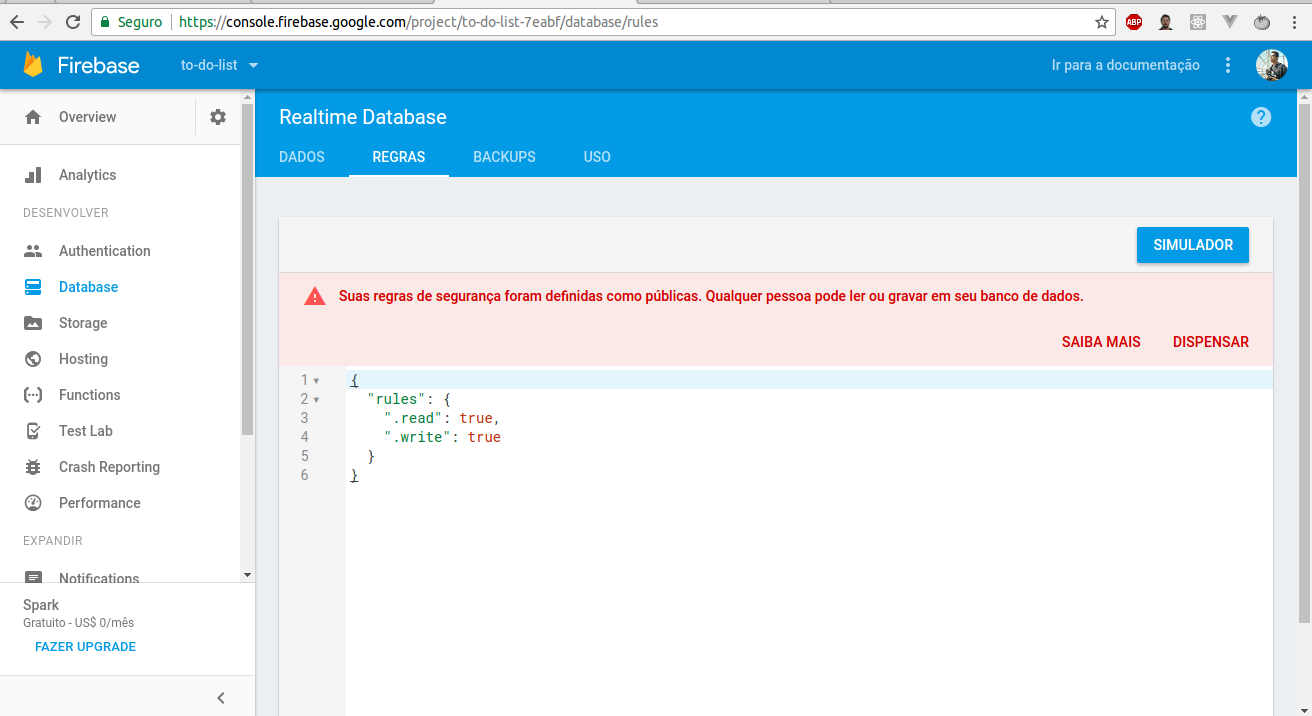 Seguro https://console.firebase.google.com/project/to-do-list-7eabf/database/rules
ABP
Firebase to-do-list Ir para a documentação
Overview
Realtime Database ?
DADOS REGRAS BACKUPS USO
Analytics
DESENVOLVER
Authentication
Database
Storage
Hosting
Functions
Test Lab
Crash Reporting
Performance
EXPANDIR
Notifications
Spark
Gratuito - US$ 0/mês
FAZER UPGRADE
SIMULADOR
Suas regras de segurança foram definidas como públicas. Qualquer pessoa pode ler ou gravar em seu banco de dados.
SAIBA MAIS DISPENSAR
1 {
2 "rules": {
3 ".read": true,
4 ".write": true
5 }
6 }